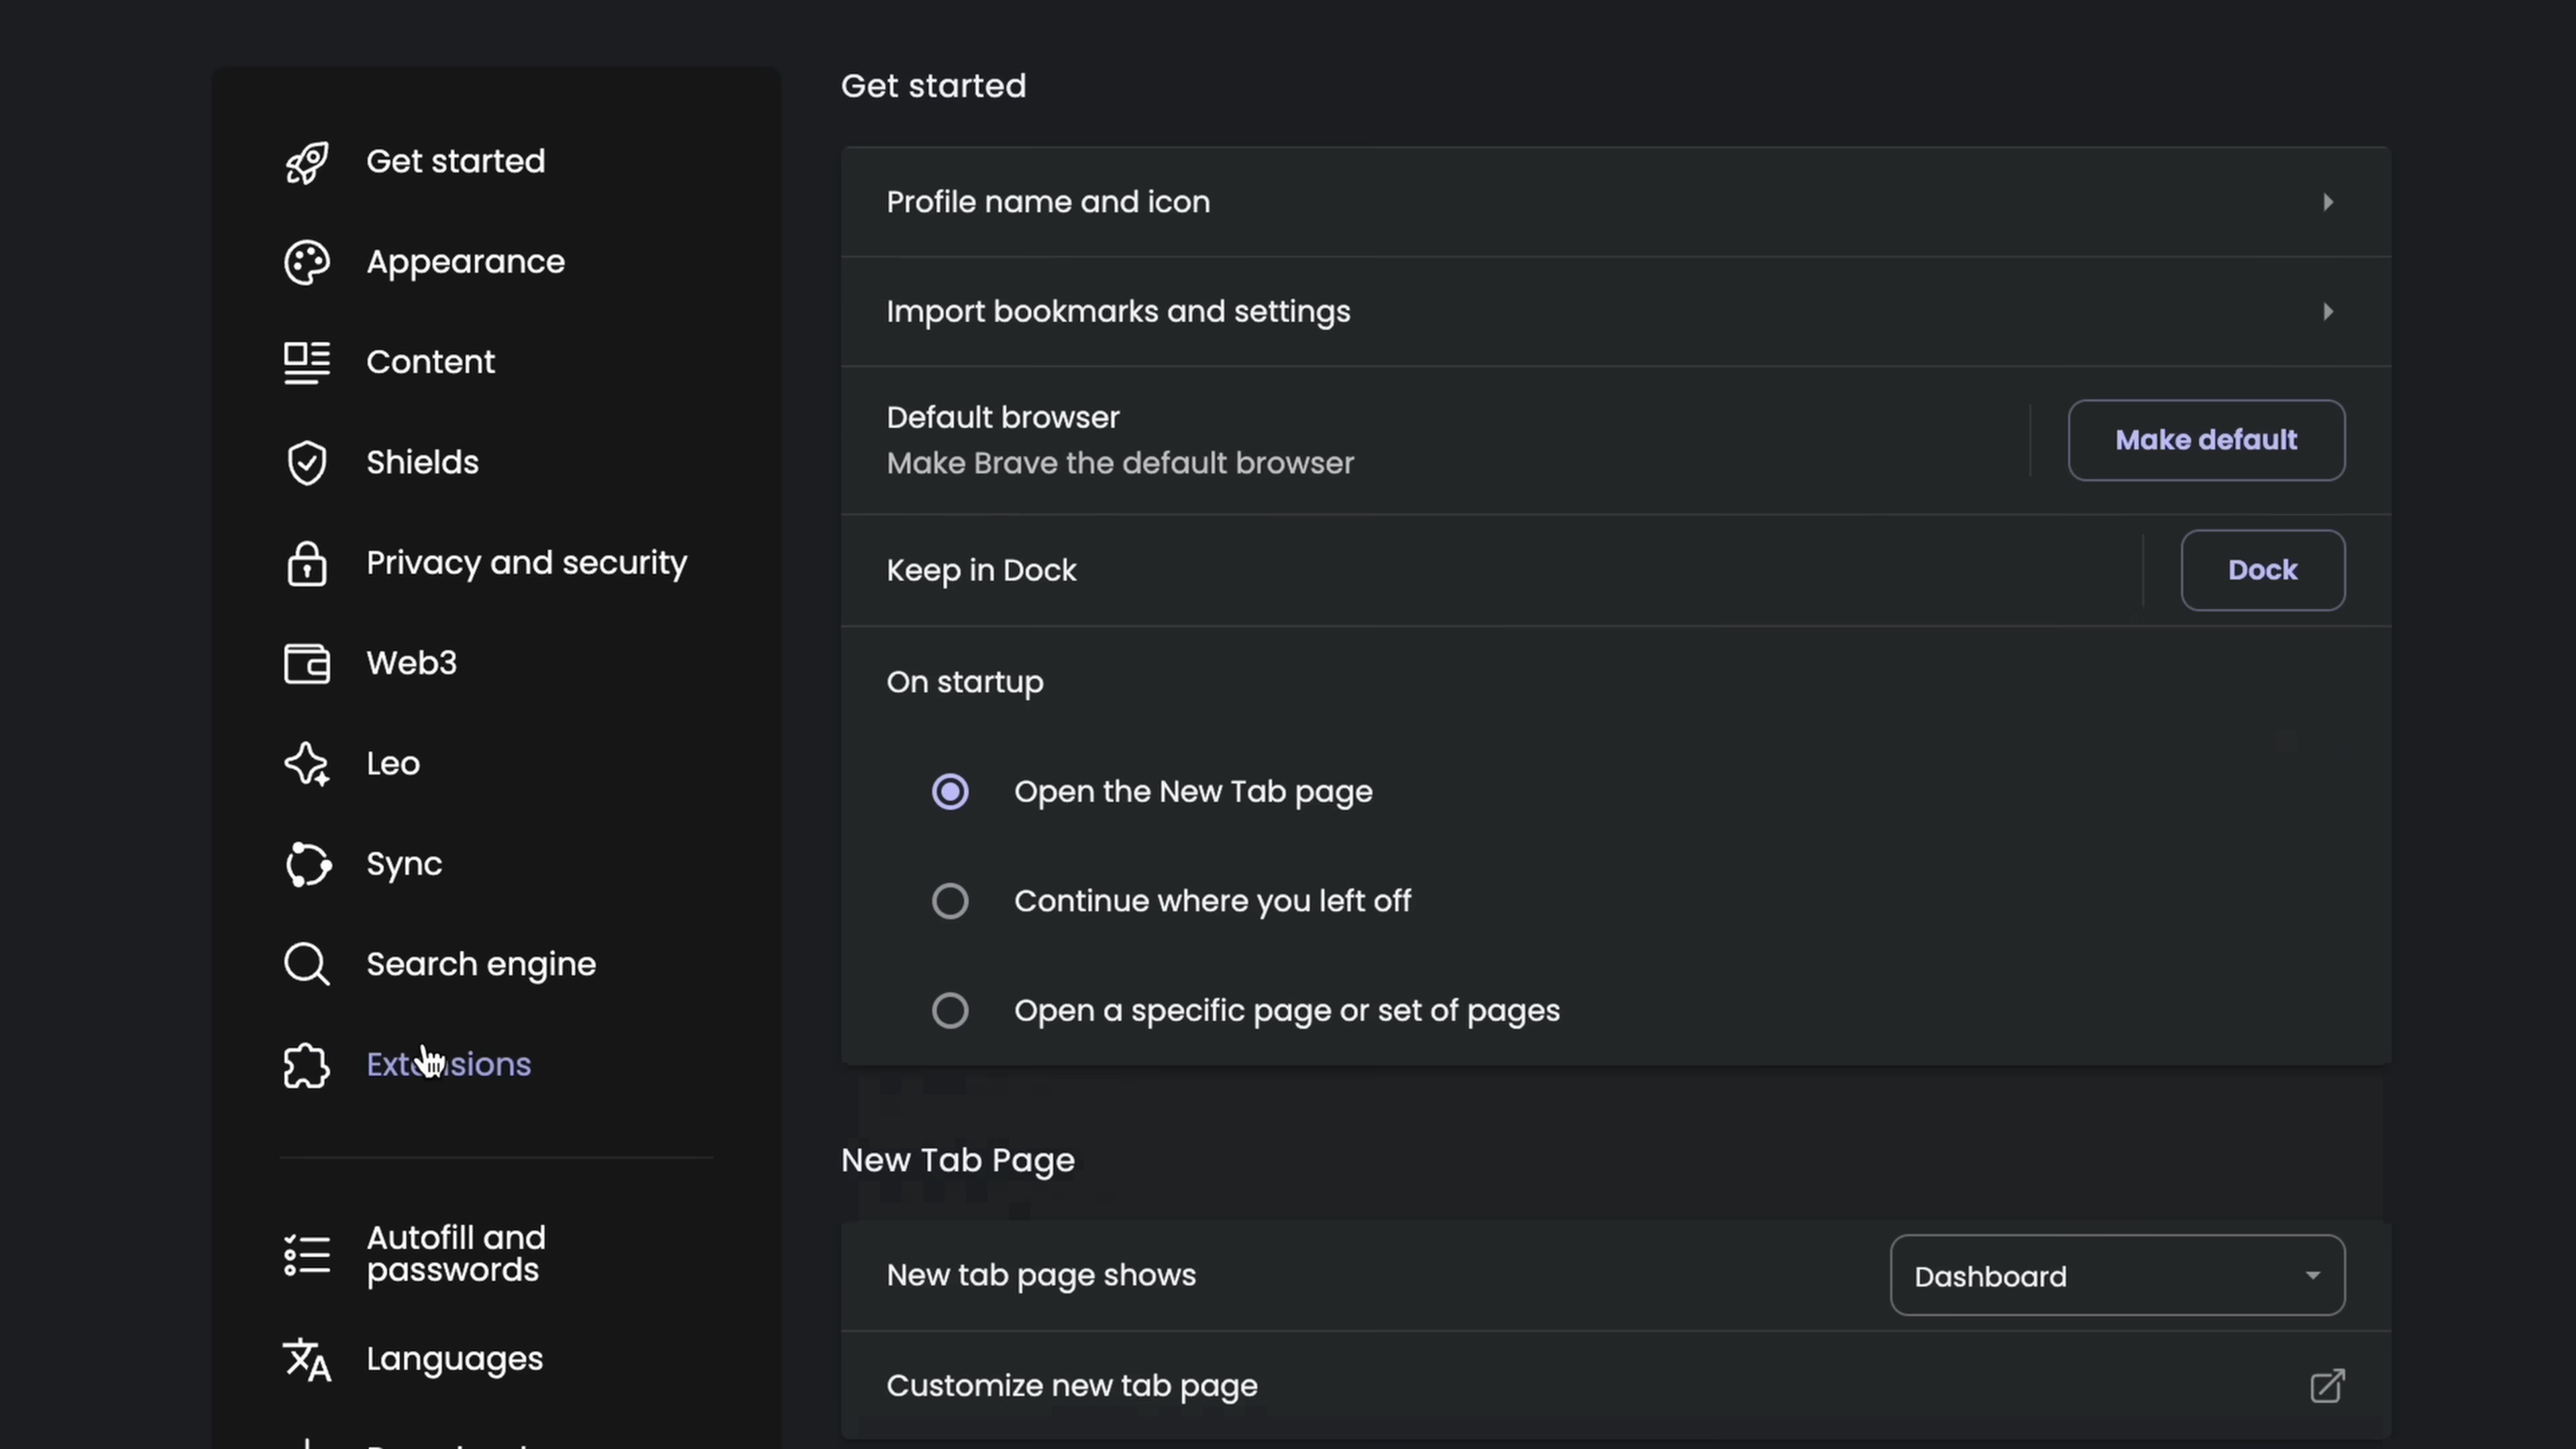 Get started
Appearance
Content
Shields
Privacy and security
Web3
Leo
Sync
Search engine
Extensions
Autofill and
passwords
Languages
Get started
Profile name and icon
Import bookmarks and settings
Default browser
Make Brave the default browser
Make default
Keep in Dock
Dock
On startup
Open the New Tab page
Continue where you left off
Open a specific page or set of pages
New Tab Page
New tab page shows
Dashboard
Customize new tab page